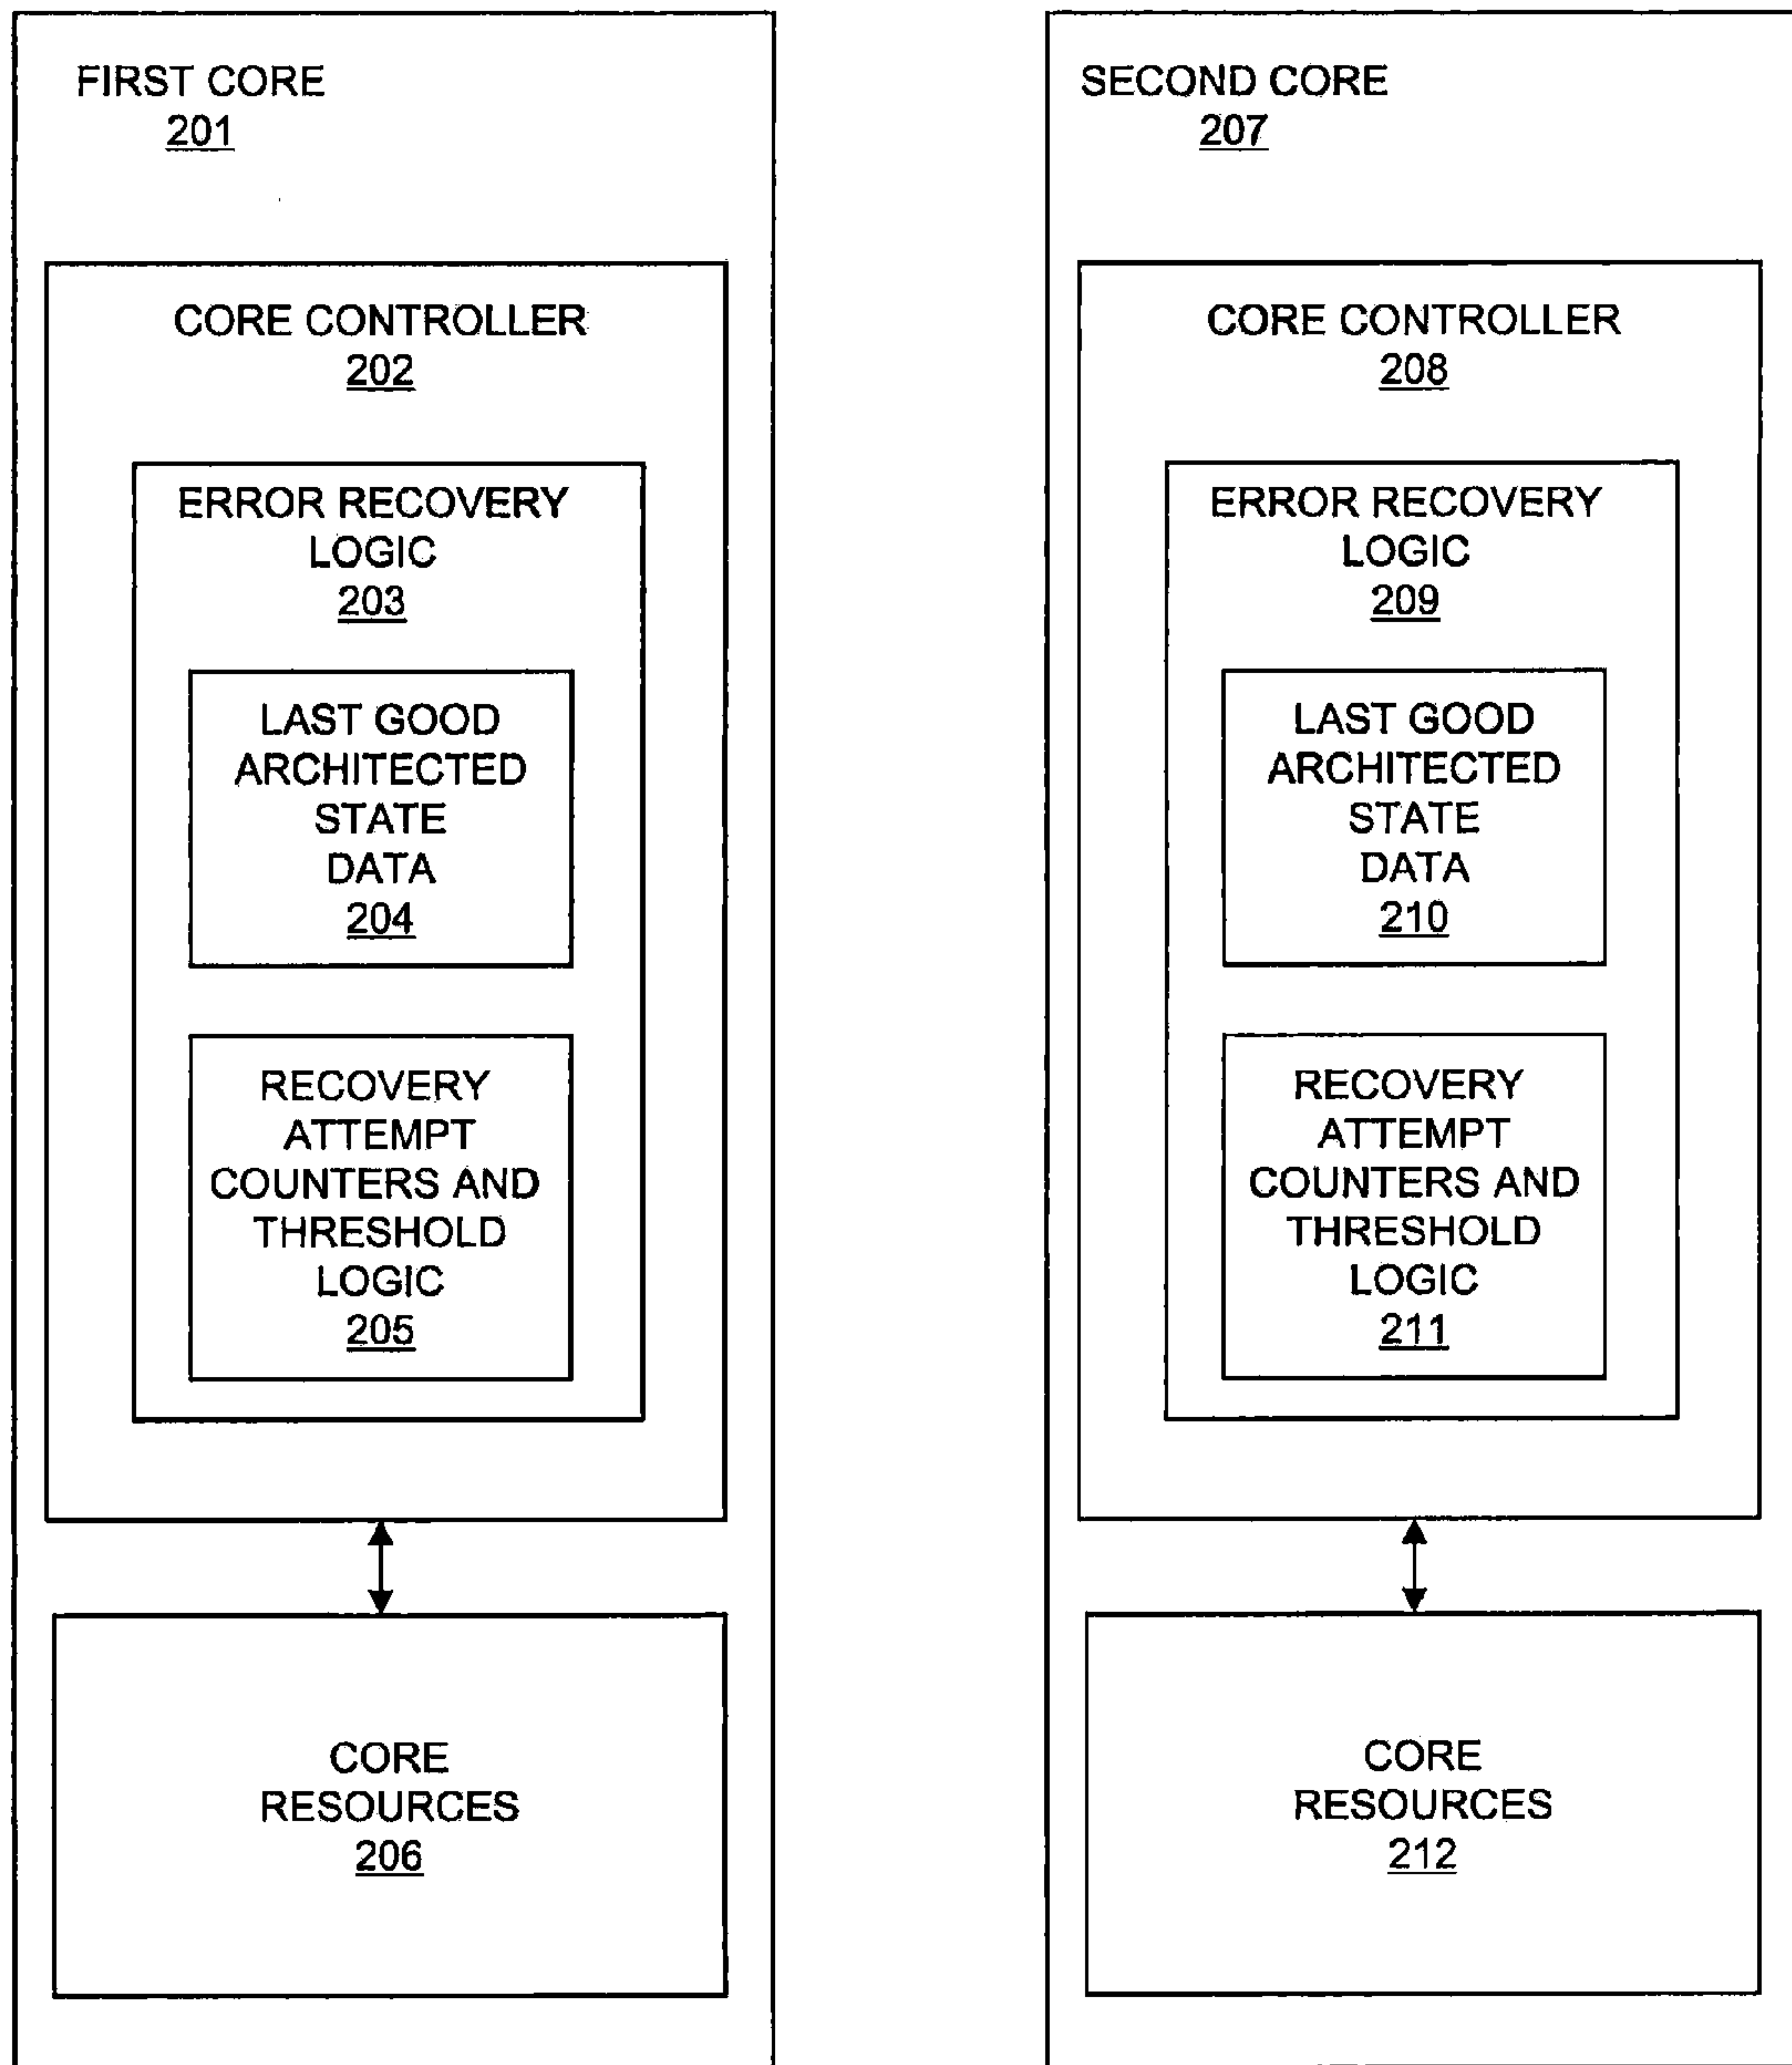 FIRST CORE
201
CORE CONTROLLER
202
ERROR RECOVERY
LOGIC
203
LAST GOOD
ARCHITECTED
STATE
DATA
204
RECOVERY
ATTEMPT
COUNTERS AND
THRESHOLD
LOGIC
205
CORE
RESOURCES
206
SECOND CORE
207
CORE CONTROLLER
208
ERROR RECOVERY
LOGIC
209
LAST GOOD
ARCHITECTED
STATE
DATA
210
RECOVERY
ATTEMPT
COUNTERS AND
THRESHOLD
LOGIC
211
CORE
RESOURCES
212